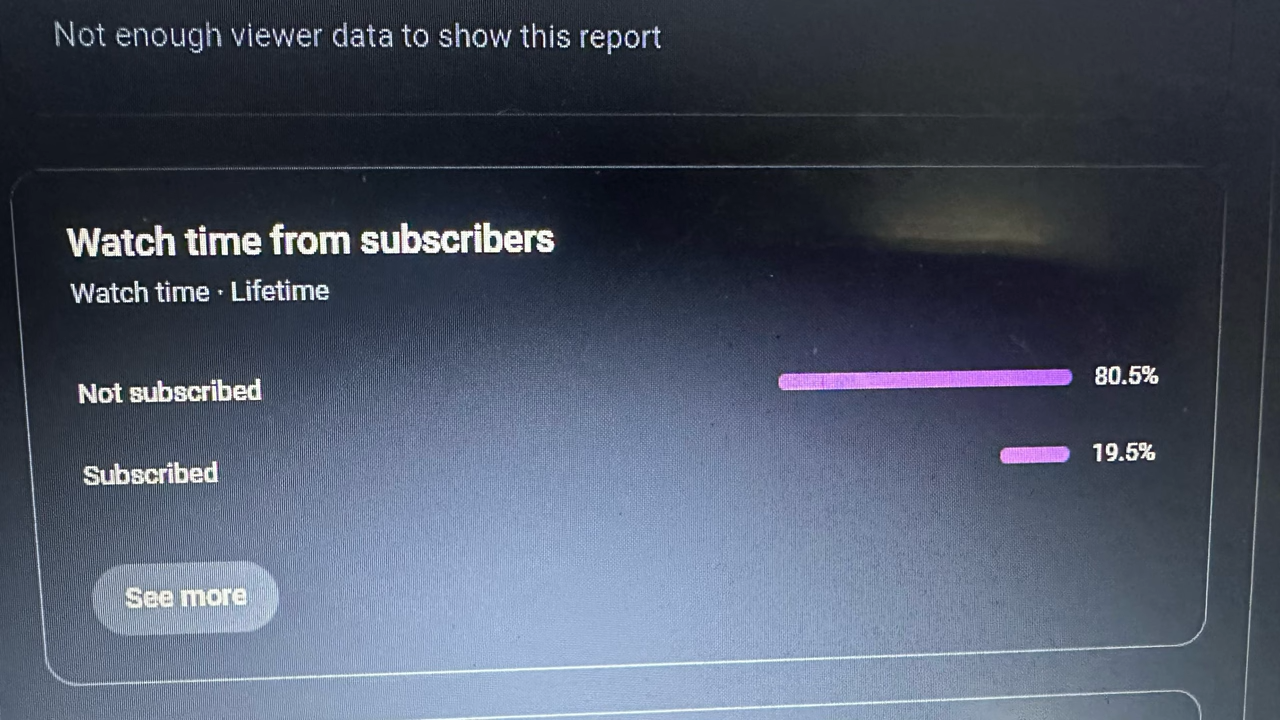 Not enough viewer data to show this report
Watch time from subscribers
Watch time · Lifetime
Not subscribed 80.5%
Subscribed 19.5%
See more